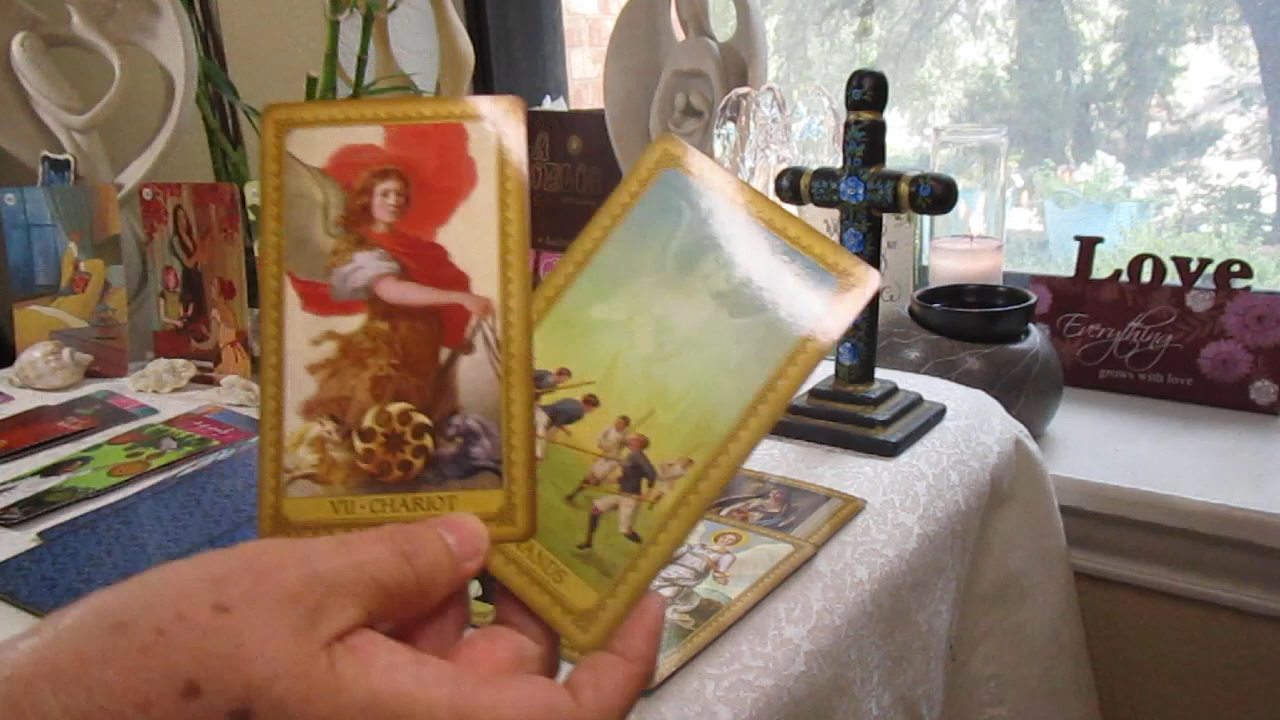 VII · CHARIOT
ANDS
Love
Everything
grows with love